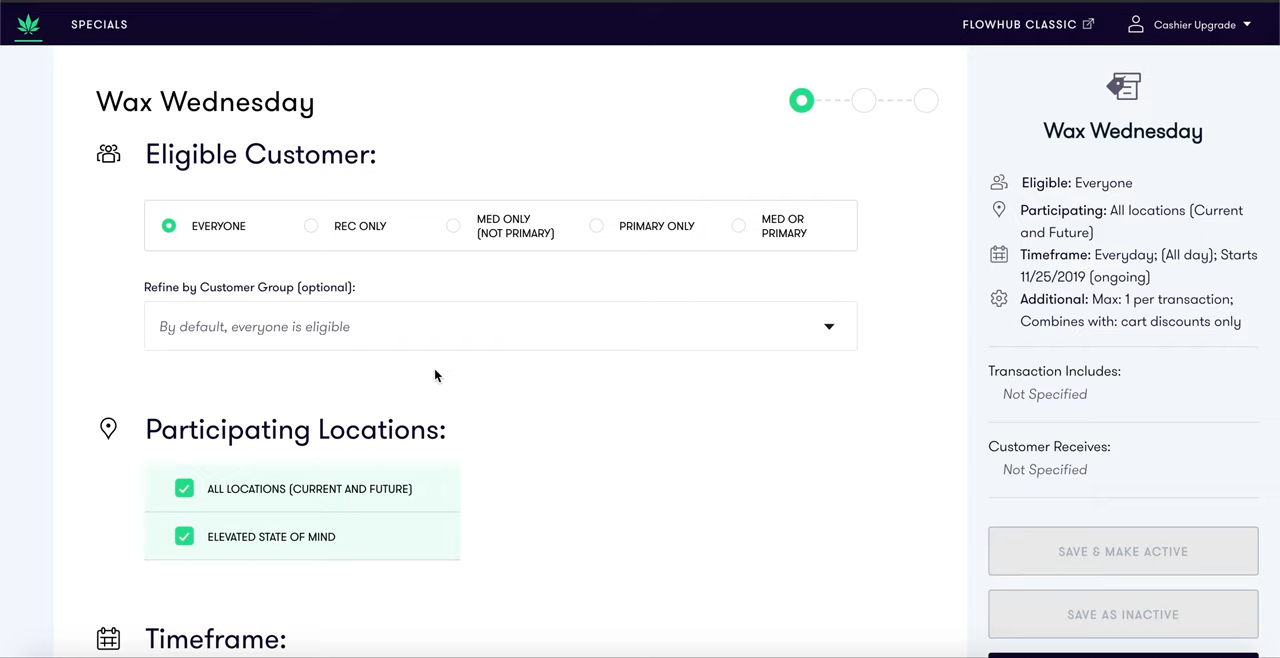 SPECIALS
FLOWHUB CLASSIC
Cashier Upgrade
Wax Wednesday
Eligible Customer:
EVERYONE
REC ONLY
MED ONLY
(NOT PRIMARY)
PRIMARY ONLY
MED OR
PRIMARY
Refine by Customer Group (optional):
By default, everyone is eligible
Participating Locations:
ALL LOCATIONS (CURRENT AND FUTURE)
ELEVATED STATE OF MIND
Timeframe:
Wax Wednesday
Eligible: Everyone
Participating: All locations (Current
and Future)
Timeframe: Everyday; (All day); Starts
11/25/2019 (ongoing)
Additional: Max: 1 per transaction;
Combines with: cart discounts only
Transaction Includes:
Not Specified
Customer Receives:
Not Specified
SAVE & MAKE ACTIVE
SAVE AS INACTIVE